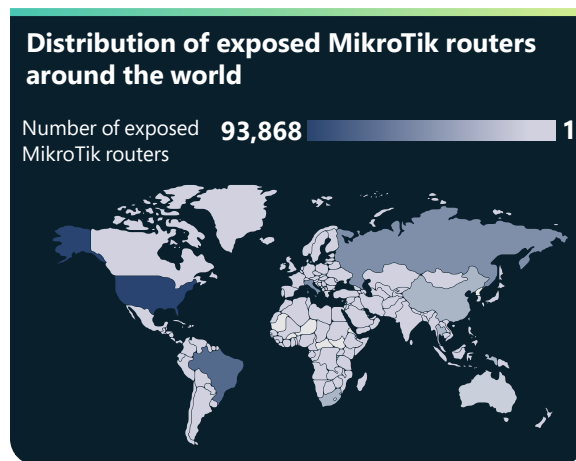 Distribution of exposed MikroTik routers
around the world
Number of exposed
MikroTik routers
93,868
1